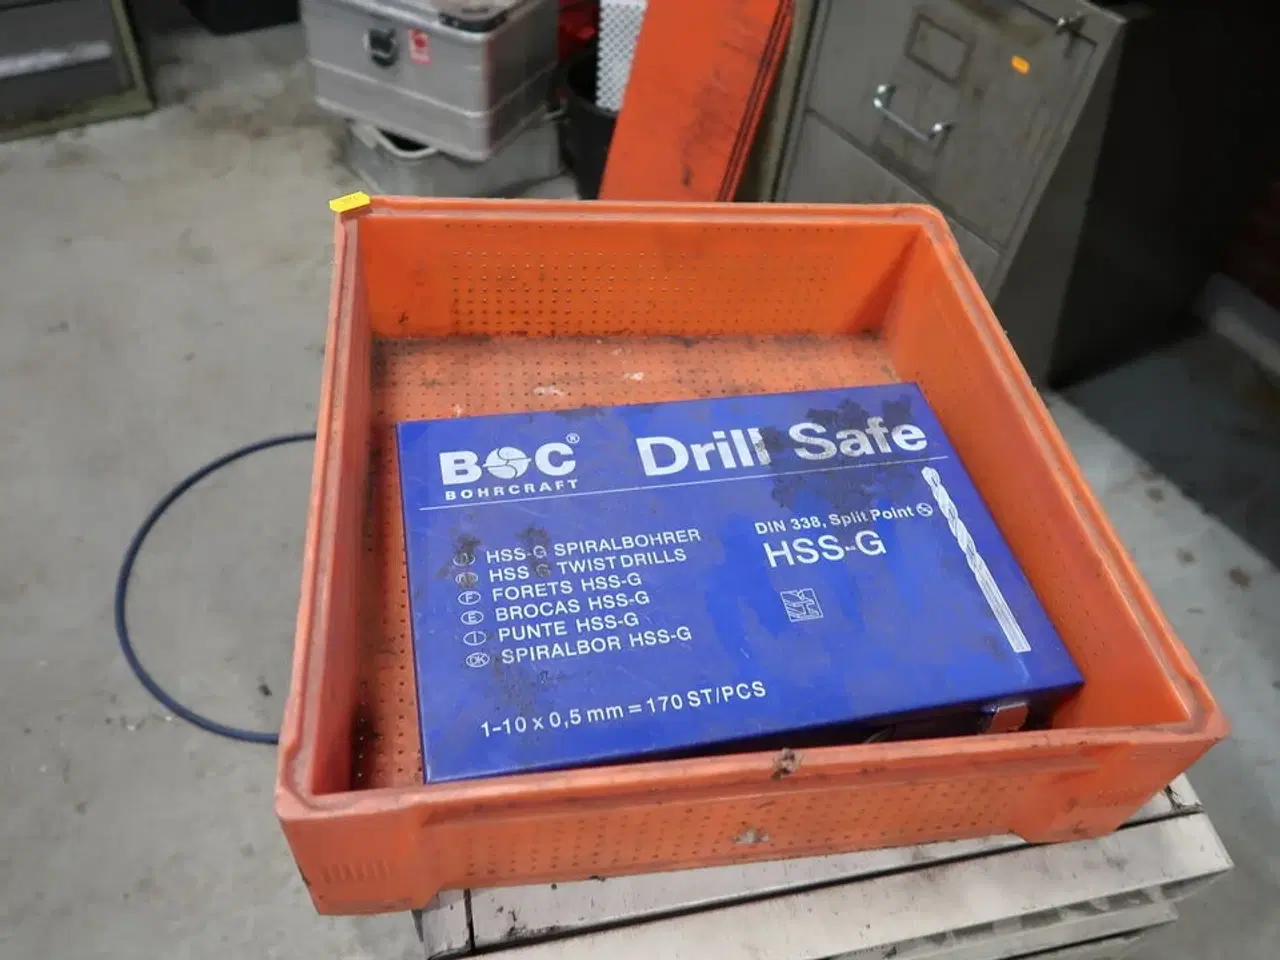 BOC®
BOHRCRAFT
Drill Safe
HSS-G SPIRALBOHRER
HSS G TWIST DRILLS
F FORETS HSS-G
E BROCAS HSS-G
I PUNTE HSS-G
DK SPIRALBOR HSS-G
1-10 x 0,5 mm = 170 ST/PCS
DIN 338, Split Point
HSS-G